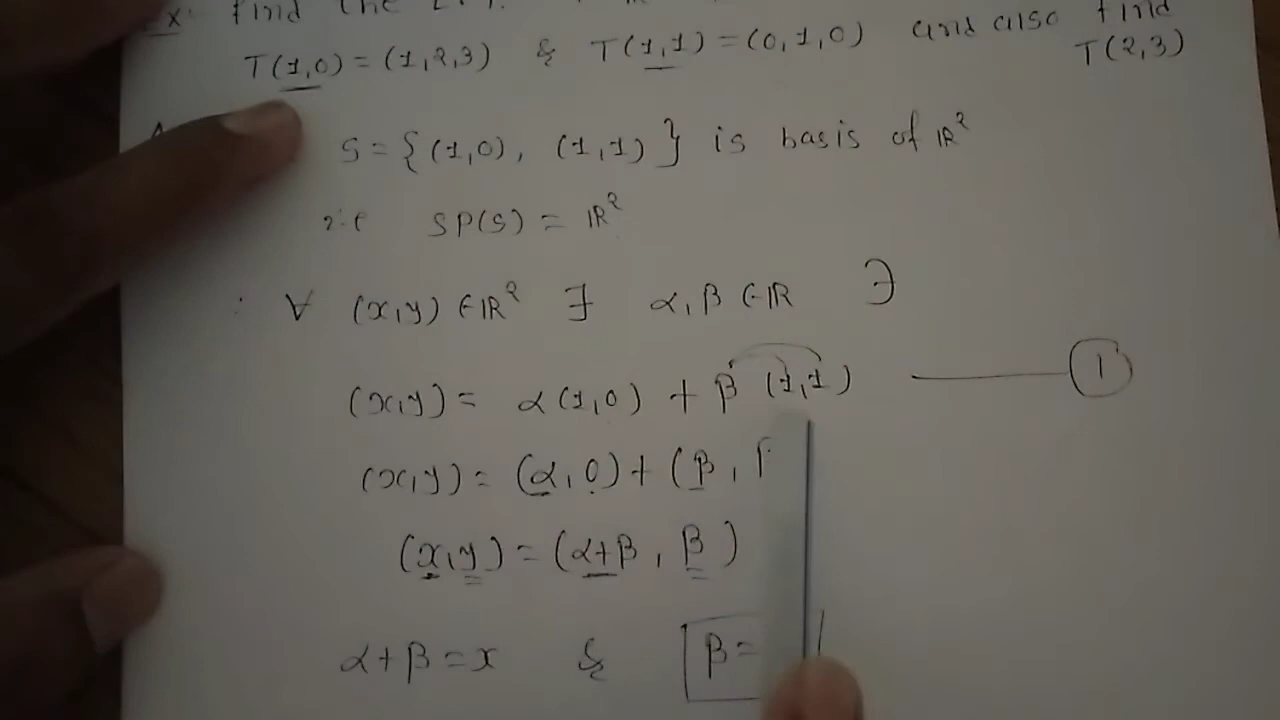 Ex: find the
T(1,0) = (1,2,3) & T(1,1) = (0,1,0) and also find T(2,3)
S = {(1,0), (1,1)} is basis of ℝ²
i.e SP(S) = ℝ²
∴ ∀ (x,y) ∈ ℝ² ∃ α,β ∈ ℝ ∋
(x,y) = α(1,0) + β(1,1) ——— ①
(x,y) = (α,0) + (β,
(x,y) = (α+β, β)
α+β = x & β =